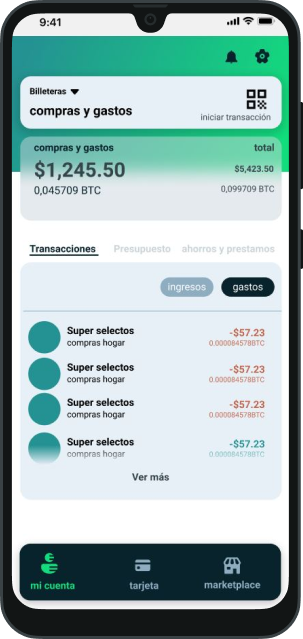 9:41
Billeteras
compras y gastos
iniciar transacción
compras y gastos total
$1,245.50 $5,423.50
0,045709 BTC 0,099709 BTC
Transacciones Presupuesto ahorros y prestamos
ingresos gastos
Super selectos -$57.23
compras hogar 0.000084578BTC
Super selectos -$57.23
compras hogar 0.000084578BTC
Super selectos -$57.23
compras hogar 0.000084578BTC
Super selectos -$57.23
compras hogar 0.000084578BTC
Ver más
mi cuenta tarjeta marketplace